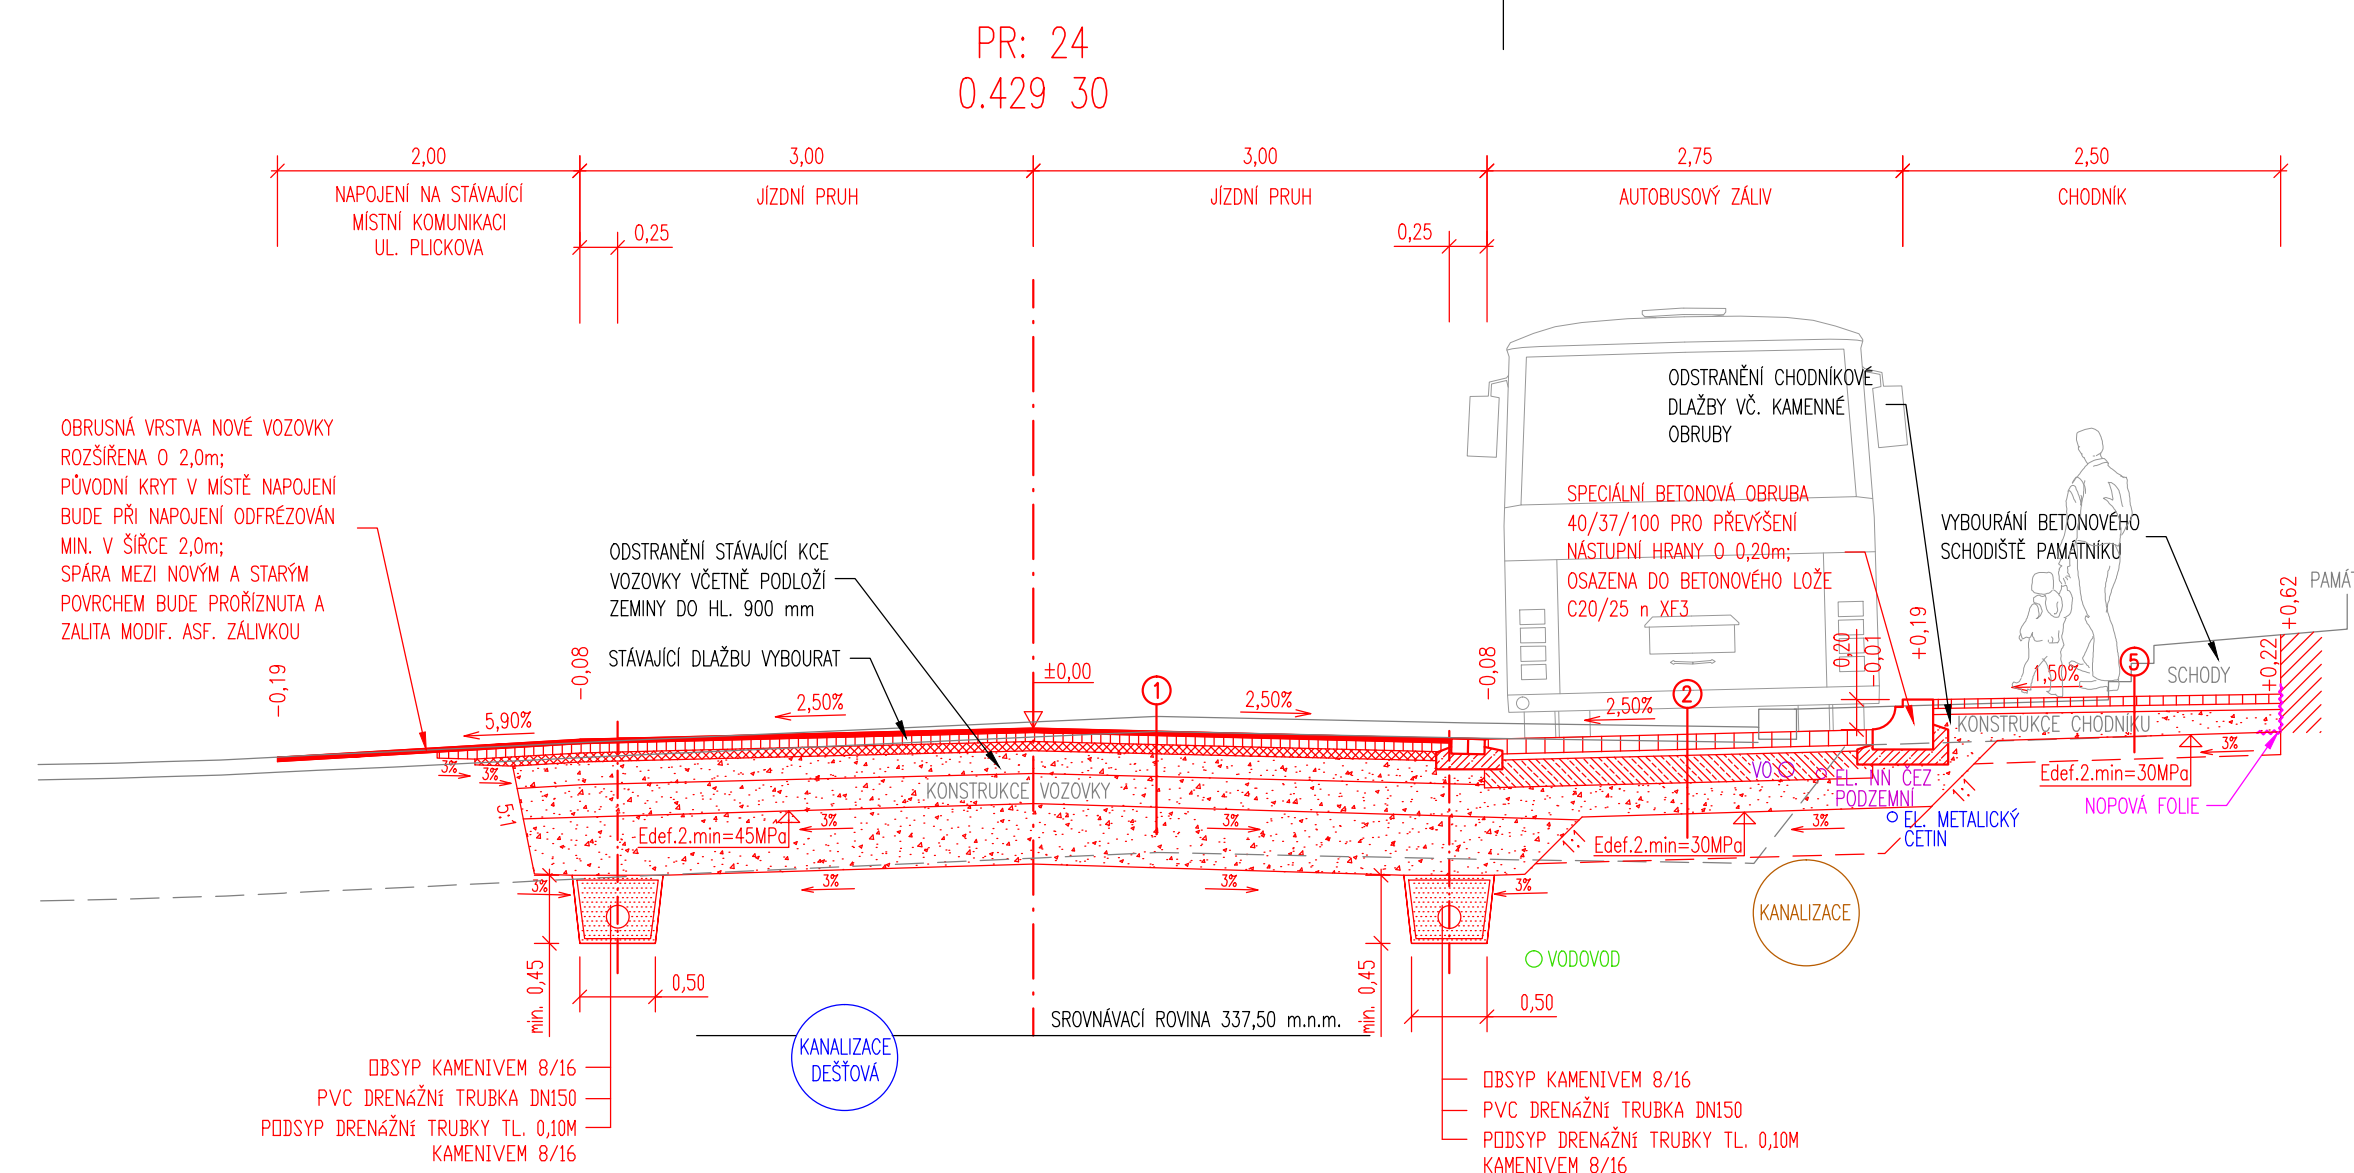 PR: 24
0.429 30
2,00
3,00
3,00
2,75
2,50
NAPOJENÍ NA STÁVAJÍCÍ
MÍSTNÍ KOMUNIKACI
UL. PLICKOVA
JÍZDNÍ PRUH
JÍZDNÍ PRUH
AUTOBUSOVÝ ZÁLIV
CHODNÍK
0,25
0,25
ODSTRANĚNÍ CHODNÍKOVÉ
DLAŽBY VČ. KAMENNÉ
OBRUBY
OBRUSNÁ VRSTVA NOVÉ VOZOVKY
ROZŠÍŘENA O 2,0m;
PŮVODNÍ KRYT V MÍSTĚ NAPOJENÍ
BUDE PŘI NAPOJENÍ ODFRÉZOVÁN
MIN. V ŠÍŘCE 2,0m;
SPÁRA MEZI NOVÝM A STARÝM
POVRCHEM BUDE PROŘÍZNUTA A
ZALITA MODIF. ASF. ZÁLIVKOU
SPECIÁLNÍ BETONOVÁ OBRUBA
40/37/100 PRO PŘEVÝŠENÍ
NÁSTUPNÍ HRANY O 0,20m;
OSAZENA DO BETONOVÉHO LOŽE
C20/25 n XF3
VYBOURÁNÍ BETONOVÉHO
SCHODIŠTĚ PAMÁTNÍKU
ODSTRANĚNÍ STÁVAJÍCÍ KCE
VOZOVKY VČETNĚ PODLOŽÍ
ZEMINY DO HL. 900 mm
STÁVAJÍCÍ DLAŽBU VYBOURAT
PAMÁT
-0,19
-0,08
±0,00
-0,08
0,20
-0,01
+0,19
+0,22
+0,62
1
2
5
SCHODY
5,90%
2,50%
2,50%
2,50%
1,50%
KONSTRUKCE CHODNÍKU
3%
3%
3%
5:1
KONSTRUKCE VOZOVKY
VO
EL. NN ČEZ
PODZEMNÍ
1:1
Edef.2.min=30MPa
NOPOVÁ FOLIE
EL. METALICKÝ
CETIN
Edef.2.min=45MPa
3%
3%
1:1
Edef.2.min=30MPa
3%
3%
3%
3%
3%
KANALIZACE
VODOVOD
min. 0,45
0,50
min. 0,45
0,50
SROVNÁVACÍ ROVINA 337,50 m.n.m.
KANALIZACE
DEŠŤOVÁ
OBSYP KAMENIVEM 8/16
PVC DRENÁŽNÍ TRUBKA DN150
PODSYP DRENÁŽNÍ TRUBKY TL. 0,10M
KAMENIVEM 8/16
OBSYP KAMENIVEM 8/16
PVC DRENÁŽNÍ TRUBKA DN150
PODSYP DRENÁŽNÍ TRUBKY TL. 0,10M
KAMENIVEM 8/16